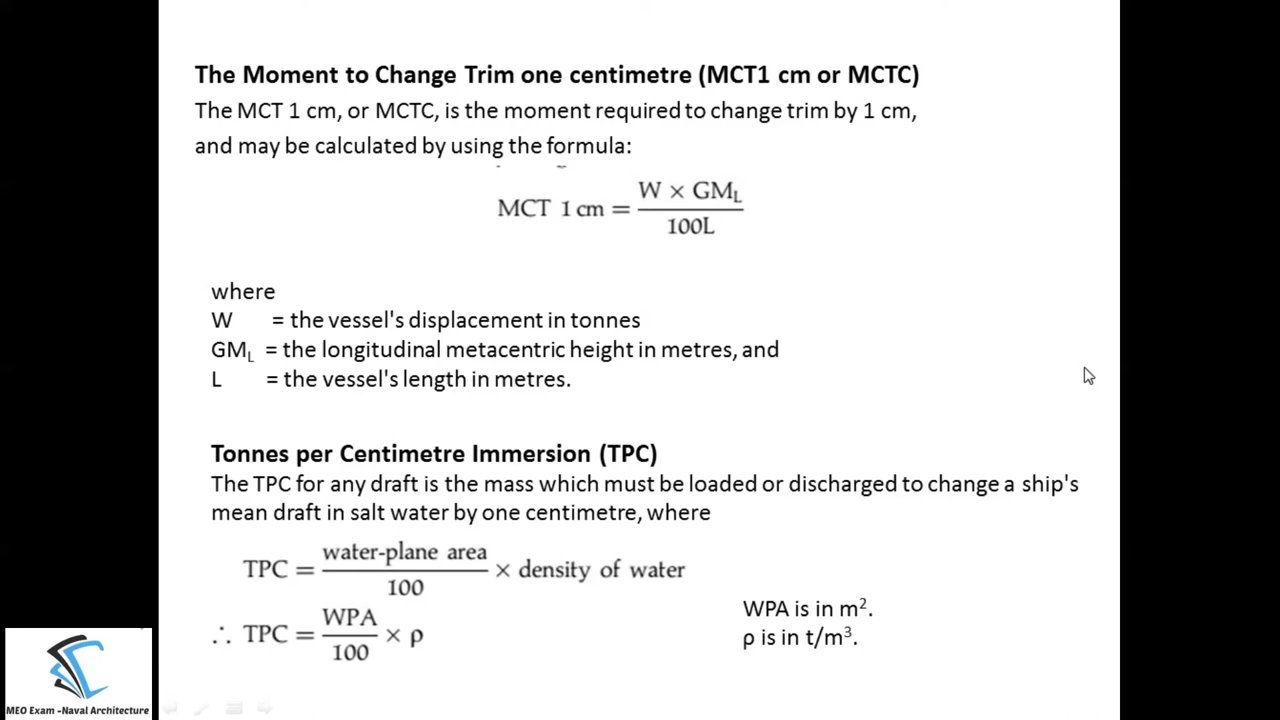 The Moment to Change Trim one centimetre (MCT1 cm or MCTC)
The MCT 1 cm, or MCTC, is the moment required to change trim by 1 cm,
and may be calculated by using the formula:
MCT 1 cm = W × GM_L / 100L
where
W = the vessel's displacement in tonnes
GM_L = the longitudinal metacentric height in metres, and
L = the vessel's length in metres.
Tonnes per Centimetre Immersion (TPC)
The TPC for any draft is the mass which must be loaded or discharged to change a ship's
mean draft in salt water by one centimetre, where
TPC = water-plane area / 100 × density of water
∴ TPC = WPA / 100 × ρ
WPA is in m².
ρ is in t/m³.
MEO Exam -Naval Architecture